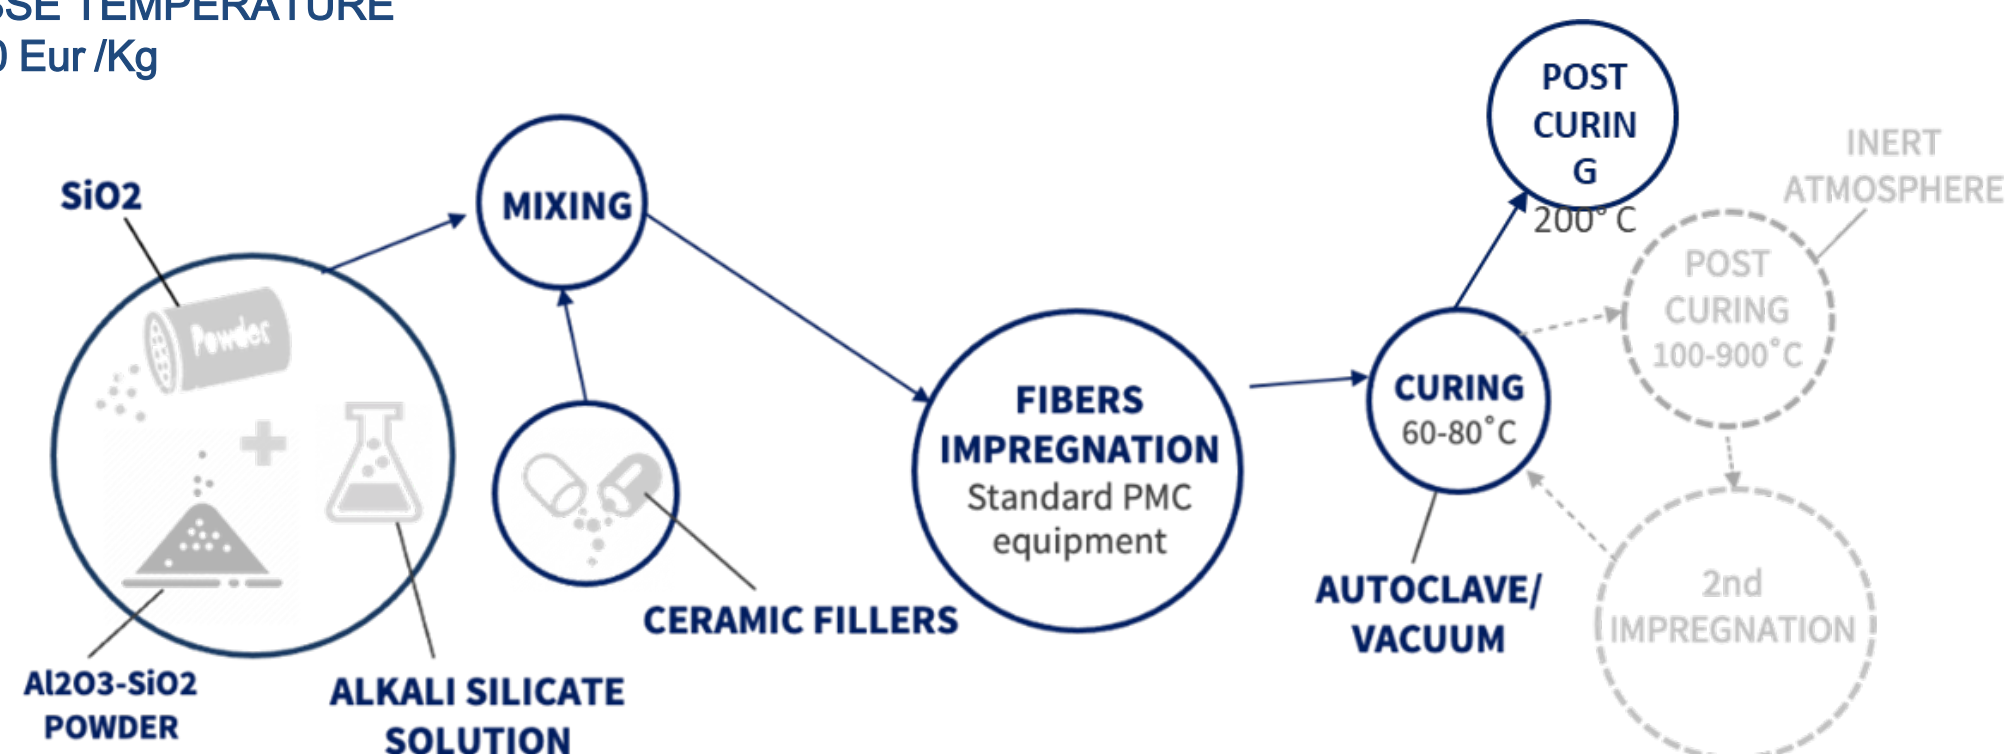 TEMPERATURE
Eur /Kg
SiO2
Powder
Al2O3-SiO2
POWDER
ALKALI SILICATE
SOLUTION
MIXING
CERAMIC FILLERS
FIBERS
IMPREGNATION
Standard PMC
equipment
CURING
60-80°C
AUTOCLAVE/
VACUUM
POST
CURIN
G
200° C
INERT
ATMOSPHERE
POST
CURING
100-900°C
2nd
IMPREGNATION